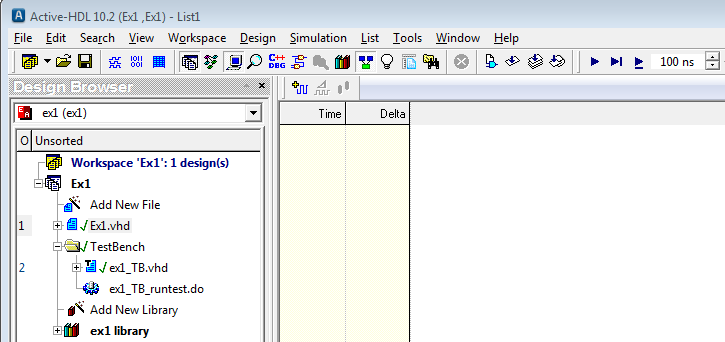 Active-HDL 10.2 (Ex1 ,Ex1) - List1
File Edit Search View Workspace Design Simulation List Tools Window Help
C++
DBG
100 ns
Design Browser
ex1 (ex1)
Time Delta
O Unsorted
Workspace 'Ex1': 1 design(s)
Ex1
Add New File
1 Ex1.vhd
TestBench
2 ex1_TB.vhd
ex1_TB_runtest.do
Add New Library
ex1 library